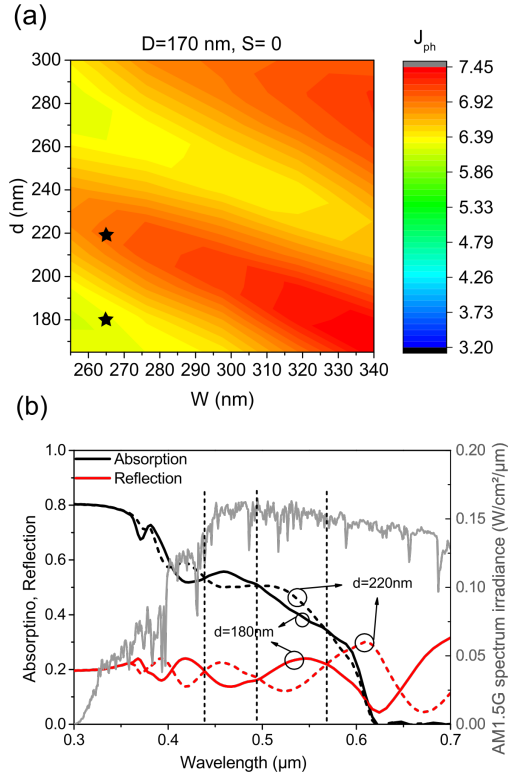 (a)
D=170 nm, S= 0
J
ph
300
280
260
240
220
200
180
d (nm)
260 270 280 290 300 310 320 330 340
W (nm)
7.45
6.92
6.39
5.86
5.33
4.79
4.26
3.73
3.20
(b)
Absorption
Reflection
1.0
0.8
0.6
0.4
0.2
0.0
Absorptino, Reflection
d=220nm
d=180nm
0.20
0.15
0.10
0.05
0.00
AM1.5G spectrum irradiance (W/cm²/µm)
0.3 0.4 0.5 0.6 0.7
Wavelength (µm)